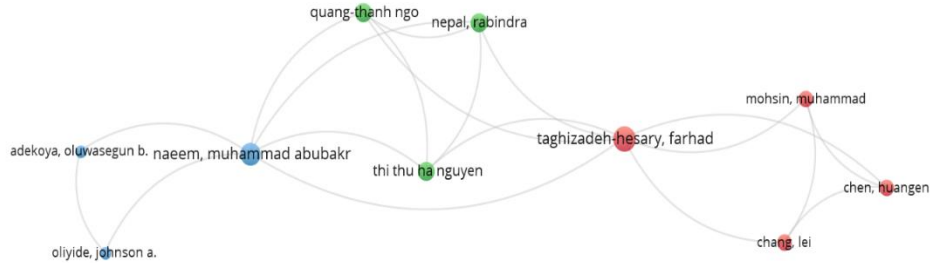 quang-thanh ngo
nepal, rabindra
mohsin, muhammad
taghizadeh-hesary, farhad
adekoya, oluwasegun b.
naeem, muhammad abubakr
thi thu ha nguyen
chen, huangen
chang, lei
oliyide, johnson a.